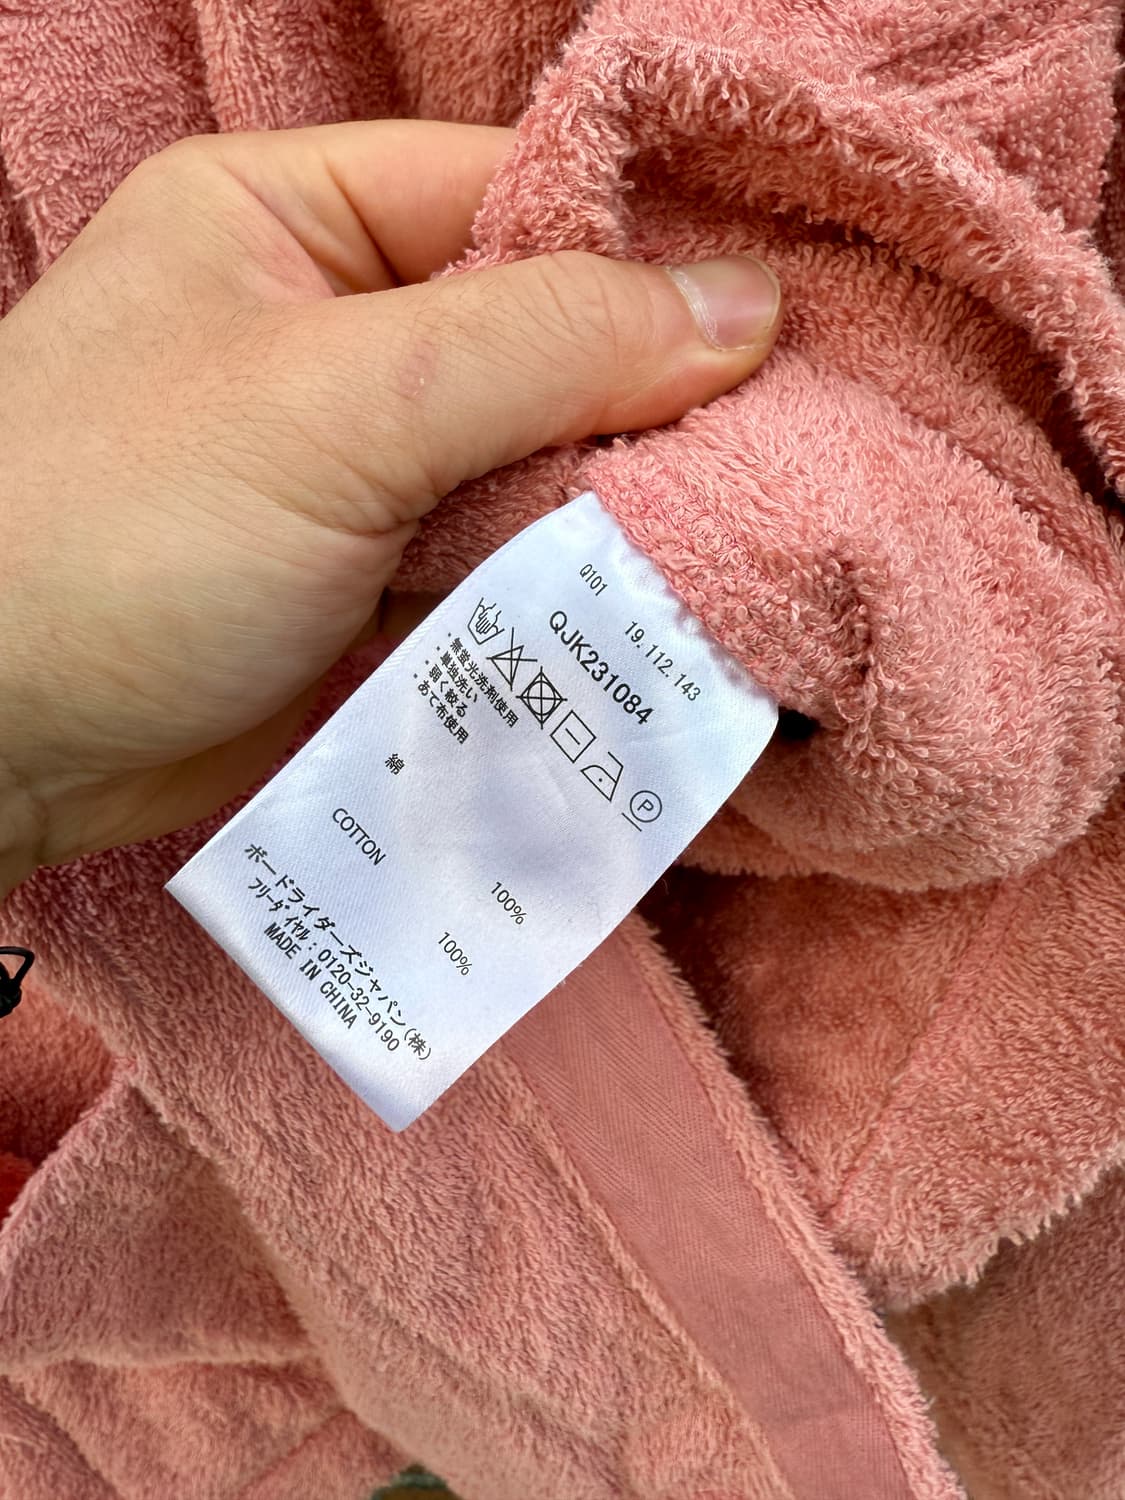 Q101 19.112.143
QJK231084
P
・無蛍光洗剤使用
・単独洗い
・弱く絞る
・あて布使用
綿 100%
COTTON 100%
ボードライダーズジャパン(株)
フリーダイヤル:0120-32-9190
MADE IN CHINA